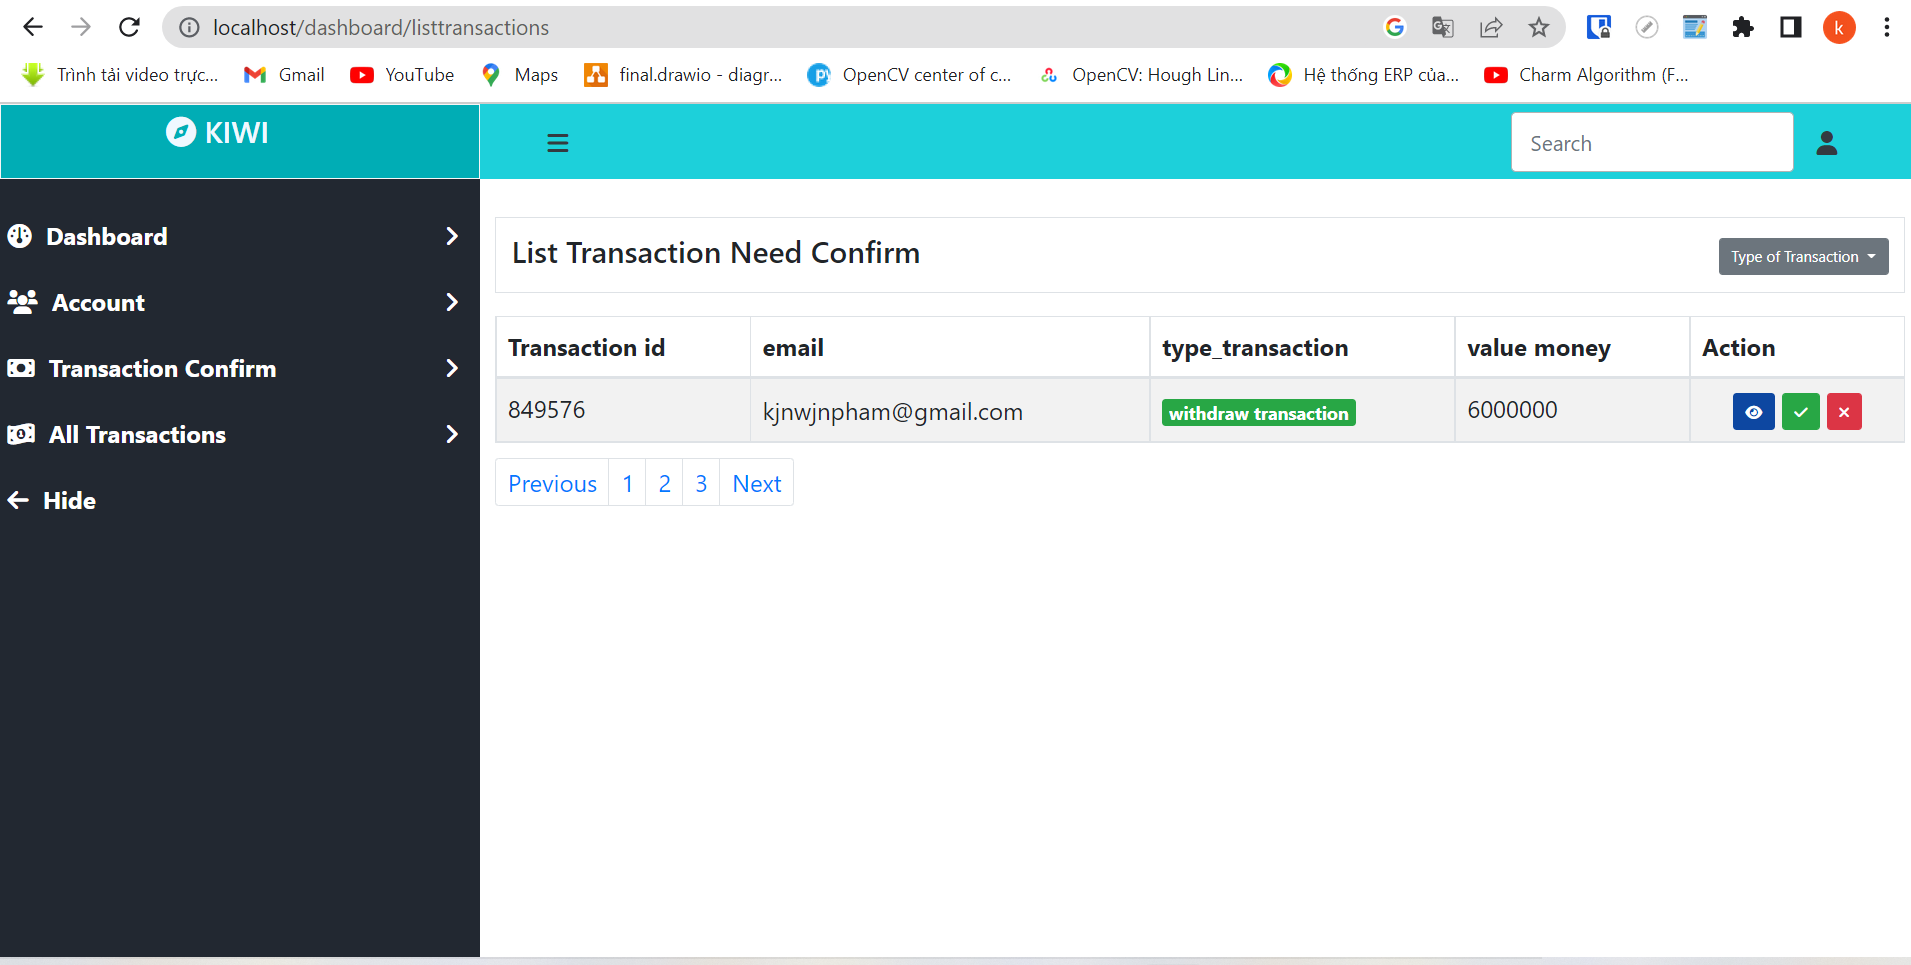 localhost/dashboard/listtransactions
k
Trình tải video trực... Gmail YouTube Maps final.drawio - diagr... OpenCV center of c... OpenCV: Hough Lin... Hệ thống ERP của... Charm Algorithm (F...
KIWI
Search
Dashboard
Account
Transaction Confirm
All Transactions
Hide
List Transaction Need Confirm
Type of Transaction
Transaction id email type_transaction value money Action
849576 kjnwjnpham@gmail.com withdraw transaction 6000000
Previous 1 2 3 Next